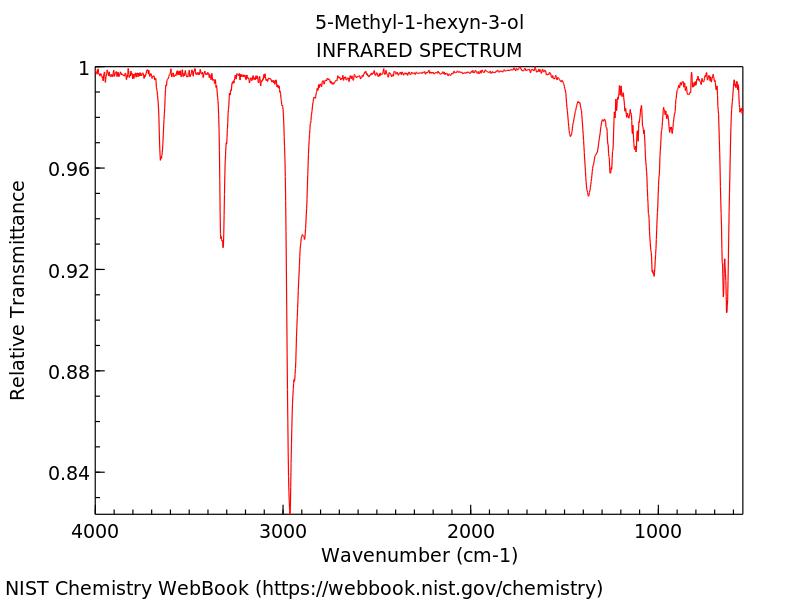 5-Methyl-1-hexyn-3-ol
INFRARED SPECTRUM
1
0.96
0.92
0.88
0.84
Relative Transmittance
4000 3000 2000 1000
Wavenumber (cm-1)
NIST Chemistry WebBook (https://webbook.nist.gov/chemistry)